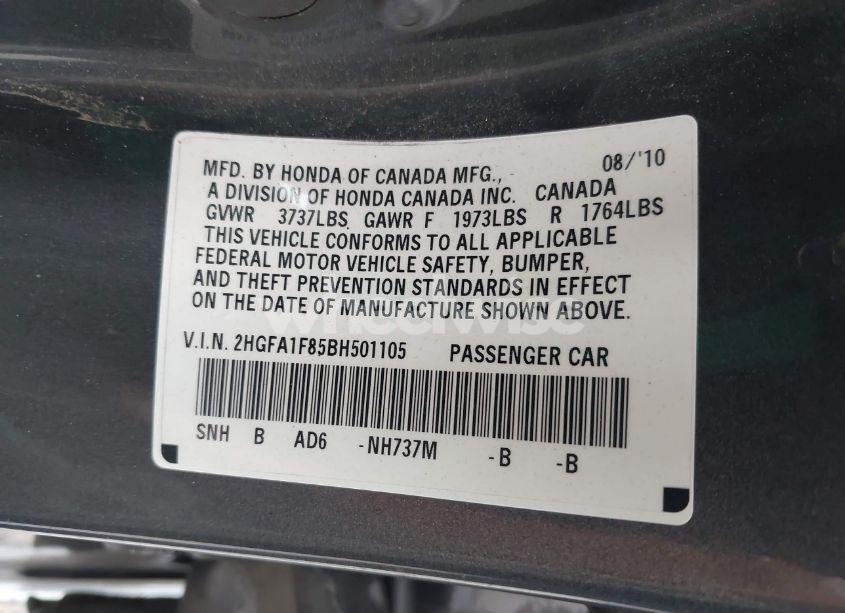 MFD. BY HONDA OF CANADA MFG., 08/'10
A DIVISION OF HONDA CANADA INC. CANADA
GVWR 3737LBS GAWR F 1973LBS R 1764LBS
THIS VEHICLE CONFORMS TO ALL APPLICABLE
FEDERAL MOTOR VEHICLE SAFETY, BUMPER,
AND THEFT PREVENTION STANDARDS IN EFFECT
ON THE DATE OF MANUFACTURE SHOWN ABOVE.
wheelwise
V.I.N. 2HGFA1F85BH501105 PASSENGER CAR
SNH B AD6 -NH737M -B -B